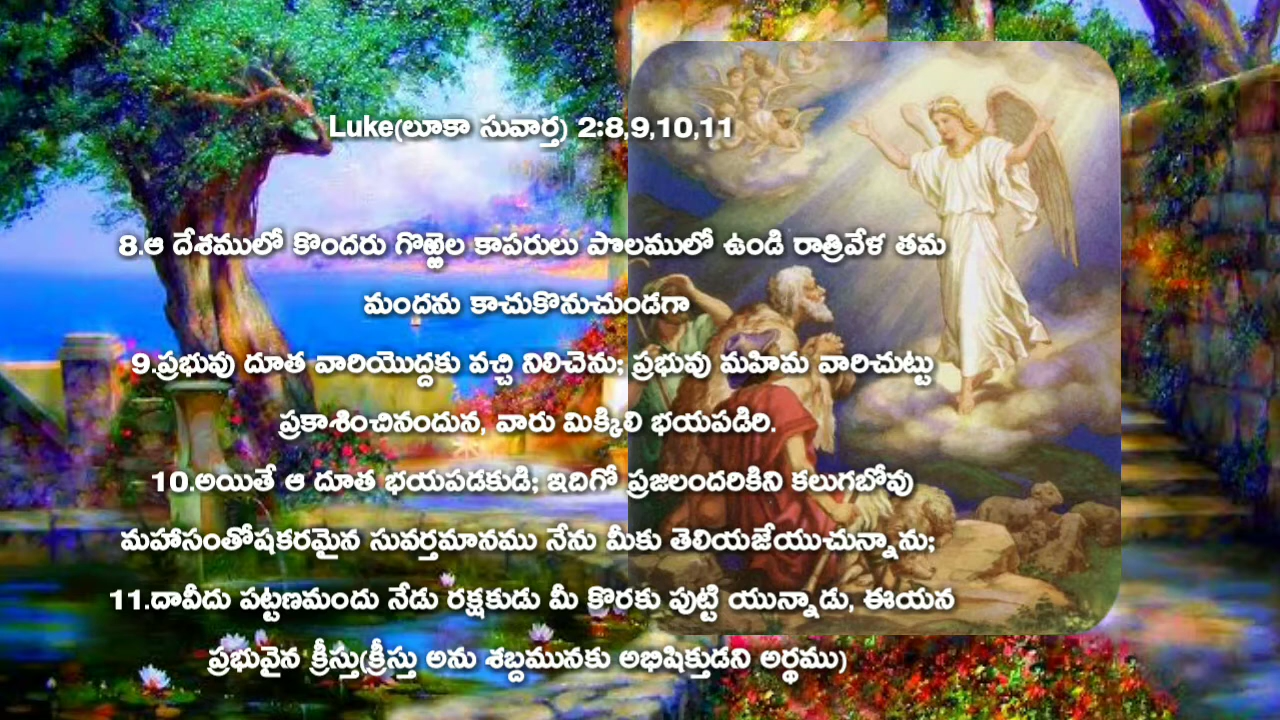 Luke(లూకా సువార్త) 2:8,9,10,11
8.ఆ దేశములో కొందరు గొఱ్ఱెల కాపరులు పొలములో ఉండి రాత్రివేళ తమ
మందను కాచుకొనుచుండగా
9.ప్రభువు దూత వారియొద్దకు వచ్చి నిలిచెను; ప్రభువు మహిమ వారిచుట్టు
ప్రకాశించినందున, వారు మిక్కిలి భయపడిరి.
10.అయితే ఆ దూత భయపడకుడి; ఇదిగో ప్రజలందరికిని కలుగబోవు
మహాసంతోషకరమైన సువర్తమానము నేను మీకు తెలియజేయుచున్నాను;
11.దావీదు పట్టణమందు నేడు రక్షకుడు మీ కొరకు పుట్టి యున్నాడు, ఈయన
ప్రభువైన క్రీస్తు(క్రీస్తు అను శబ్దమునకు అభిషిక్తుడని అర్థము)